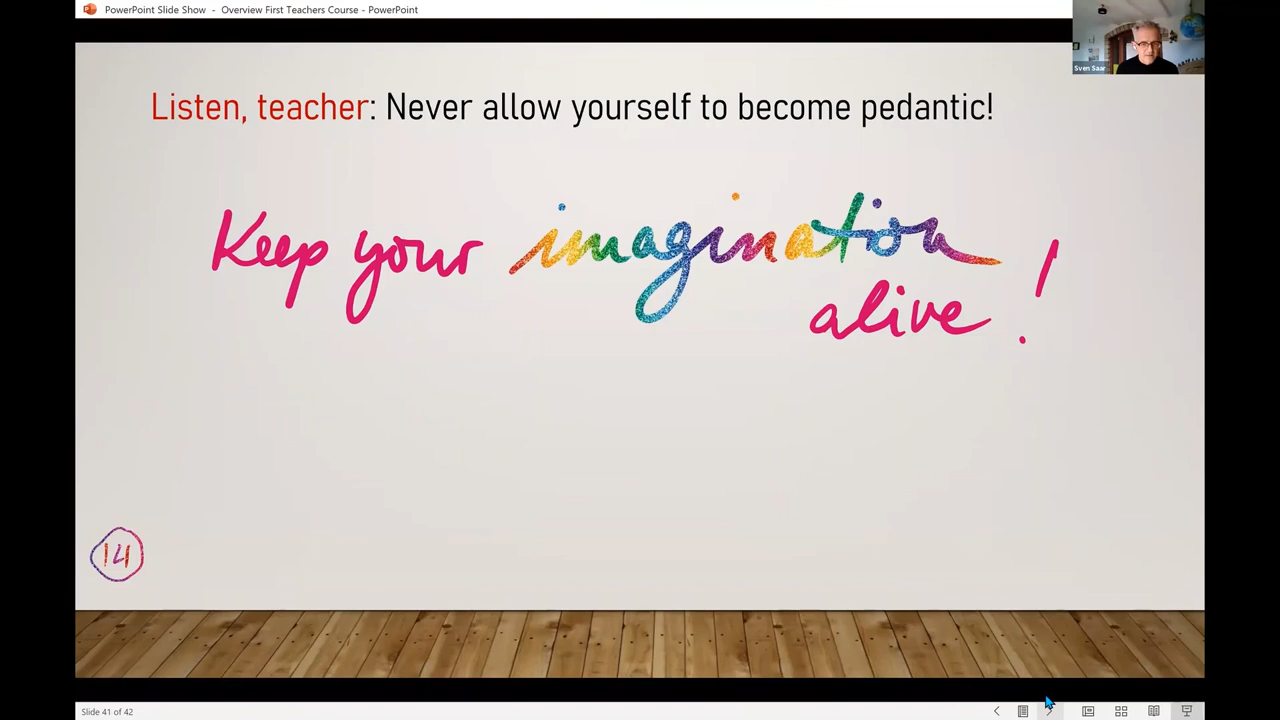 PowerPoint Slide Show - Overview First Teachers Course - PowerPoint
Sven Saar
Listen, teacher: Never allow yourself to become pedantic!
Keep your imagination
alive!
14
Slide 41 of 42